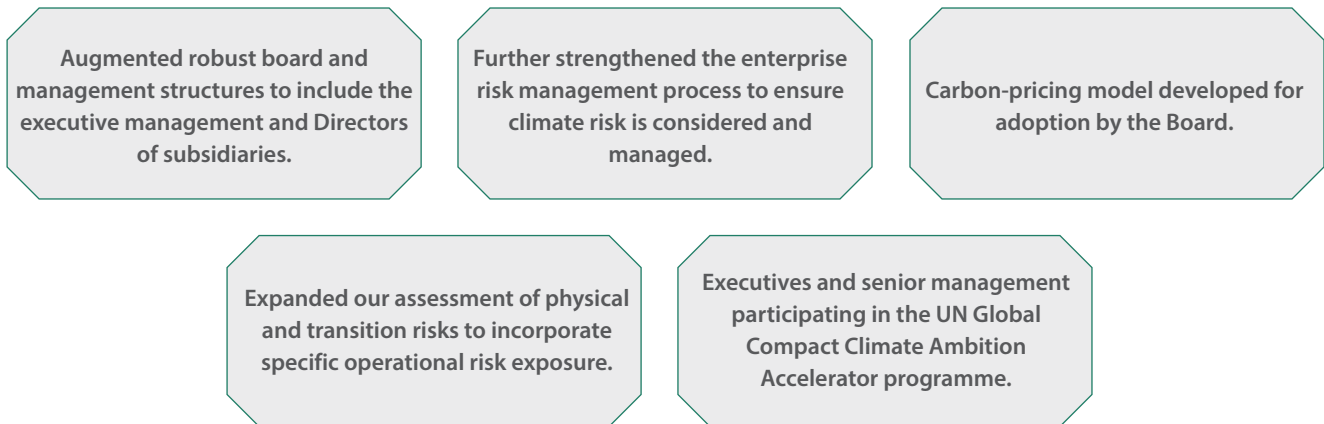 Augmented robust board and
management structures to include the
executive management and Directors
of subsidiaries.
Further strengthened the enterprise
risk management process to ensure
climate risk is considered and
managed.
Carbon-pricing model developed for
adoption by the Board.
Expanded our assessment of physical
and transition risks to incorporate
specific operational risk exposure.
Executives and senior management
participating in the UN Global
Compact Climate Ambition
Accelerator programme.